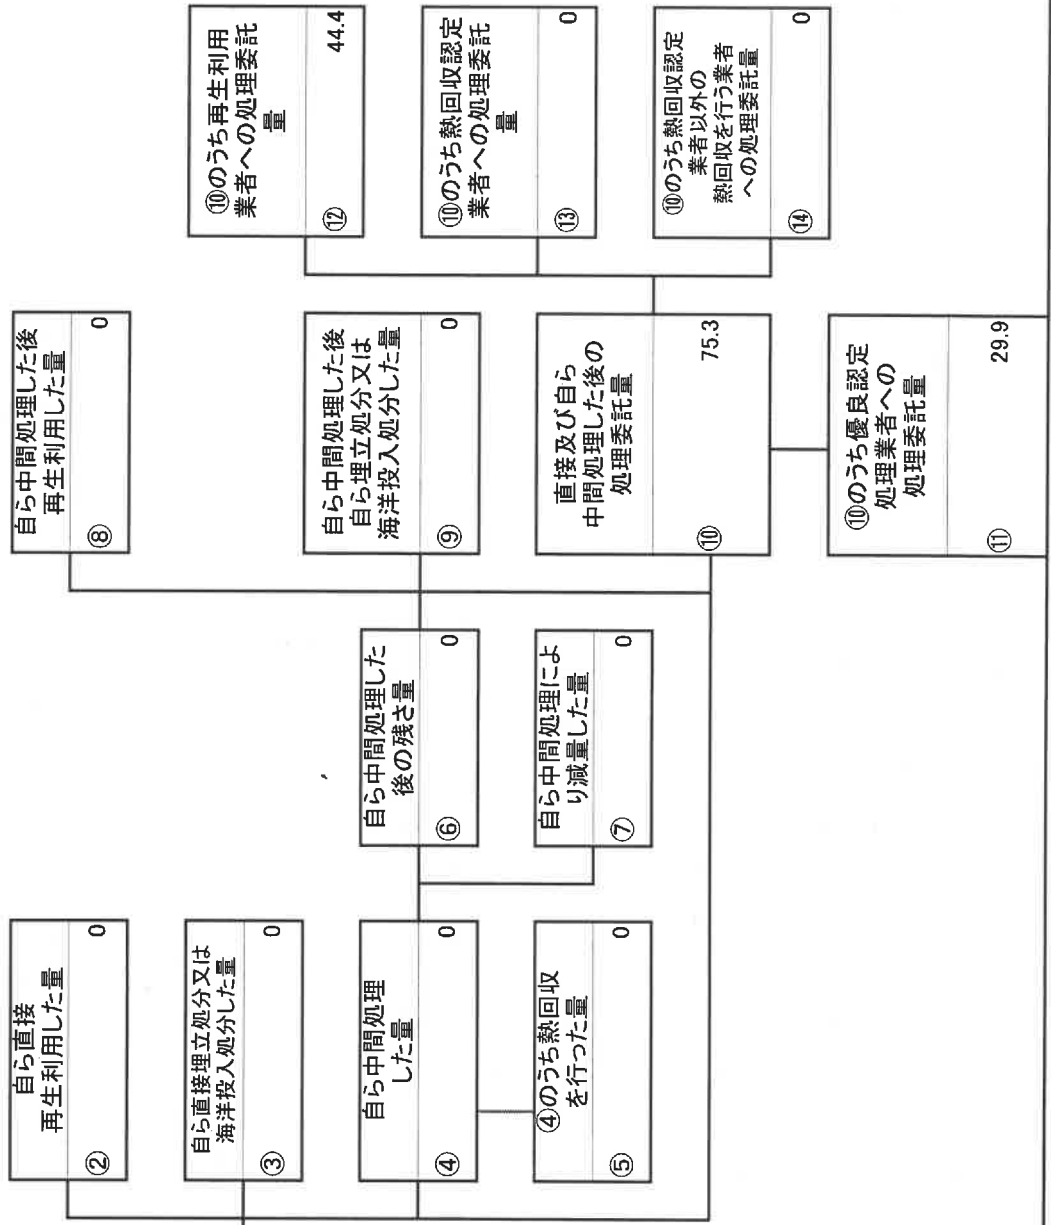 自ら直接
再生利用した量
②
0
自ら直接埋立処分又は
海洋投入処分した量
③
0
自ら中間処理
した量
④
0
④のうち熱回収
を行った量
⑤
0
自ら中間処理した
後の残さ量
⑥
0
自ら中間処理によ
り減量した量
⑦
0
自ら中間処理した後
再生利用した量
⑧
0
自ら中間処理した後
自ら埋立処分又は
海洋投入処分した量
⑨
0
直接及び自ら
中間処理した後の
処理委託量
⑩
75.3
⑩のうち優良認定
処理業者への
処理委託量
⑪
29.9
⑩のうち再生利用
業者への処理委託
量
⑫
44.4
⑩のうち熱回収認定
業者への処理委託
量
⑬
0
⑩のうち熱回収認定
業者以外の
熱回収を行う業者
への処理委託量
⑭
0